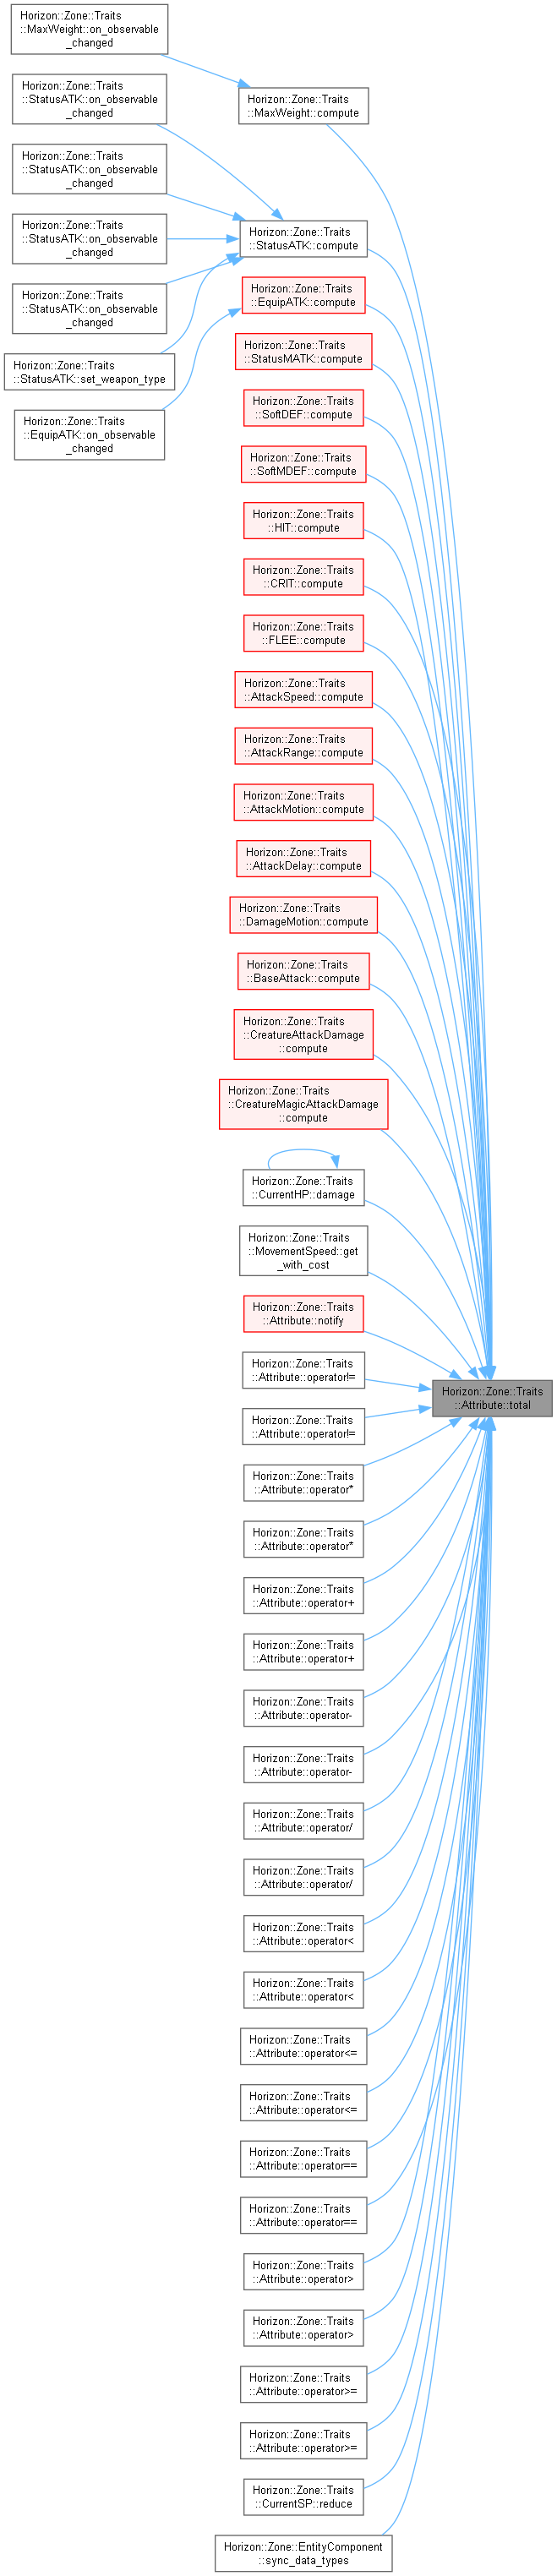 Horizon::Zone::Traits
::MaxWeight::on_observable
_changed
Horizon::Zone::Traits
::StatusATK::on_observable
_changed
Horizon::Zone::Traits
::MaxWeight::compute
Horizon::Zone::Traits
::StatusATK::on_observable
_changed
Horizon::Zone::Traits
::StatusATK::on_observable
_changed
Horizon::Zone::Traits
::StatusATK::compute
Horizon::Zone::Traits
::StatusATK::on_observable
_changed
Horizon::Zone::Traits
::EquipATK::compute
Horizon::Zone::Traits
::StatusATK::set_weapon_type
Horizon::Zone::Traits
::StatusMATK::compute
Horizon::Zone::Traits
::EquipATK::on_observable
_changed
Horizon::Zone::Traits
::SoftDEF::compute
Horizon::Zone::Traits
::SoftMDEF::compute
Horizon::Zone::Traits
::HIT::compute
Horizon::Zone::Traits
::CRIT::compute
Horizon::Zone::Traits
::FLEE::compute
Horizon::Zone::Traits
::AttackSpeed::compute
Horizon::Zone::Traits
::AttackRange::compute
Horizon::Zone::Traits
::AttackMotion::compute
Horizon::Zone::Traits
::AttackDelay::compute
Horizon::Zone::Traits
::DamageMotion::compute
Horizon::Zone::Traits
::BaseAttack::compute
Horizon::Zone::Traits
::CreatureAttackDamage
::compute
Horizon::Zone::Traits
::CreatureMagicAttackDamage
::compute
Horizon::Zone::Traits
::CurrentHP::damage
Horizon::Zone::Traits
::MovementSpeed::get
_with_cost
Horizon::Zone::Traits
::Attribute::notify
Horizon::Zone::Traits
::Attribute::operator!=
Horizon::Zone::Traits
::Attribute::total
Horizon::Zone::Traits
::Attribute::operator!=
Horizon::Zone::Traits
::Attribute::operator*
Horizon::Zone::Traits
::Attribute::operator*
Horizon::Zone::Traits
::Attribute::operator+
Horizon::Zone::Traits
::Attribute::operator+
Horizon::Zone::Traits
::Attribute::operator-
Horizon::Zone::Traits
::Attribute::operator-
Horizon::Zone::Traits
::Attribute::operator/
Horizon::Zone::Traits
::Attribute::operator/
Horizon::Zone::Traits
::Attribute::operator<
Horizon::Zone::Traits
::Attribute::operator<
Horizon::Zone::Traits
::Attribute::operator<=
Horizon::Zone::Traits
::Attribute::operator<=
Horizon::Zone::Traits
::Attribute::operator==
Horizon::Zone::Traits
::Attribute::operator==
Horizon::Zone::Traits
::Attribute::operator>
Horizon::Zone::Traits
::Attribute::operator>
Horizon::Zone::Traits
::Attribute::operator>=
Horizon::Zone::Traits
::Attribute::operator>=
Horizon::Zone::Traits
::CurrentSP::reduce
Horizon::Zone::EntityComponent
::sync_data_types